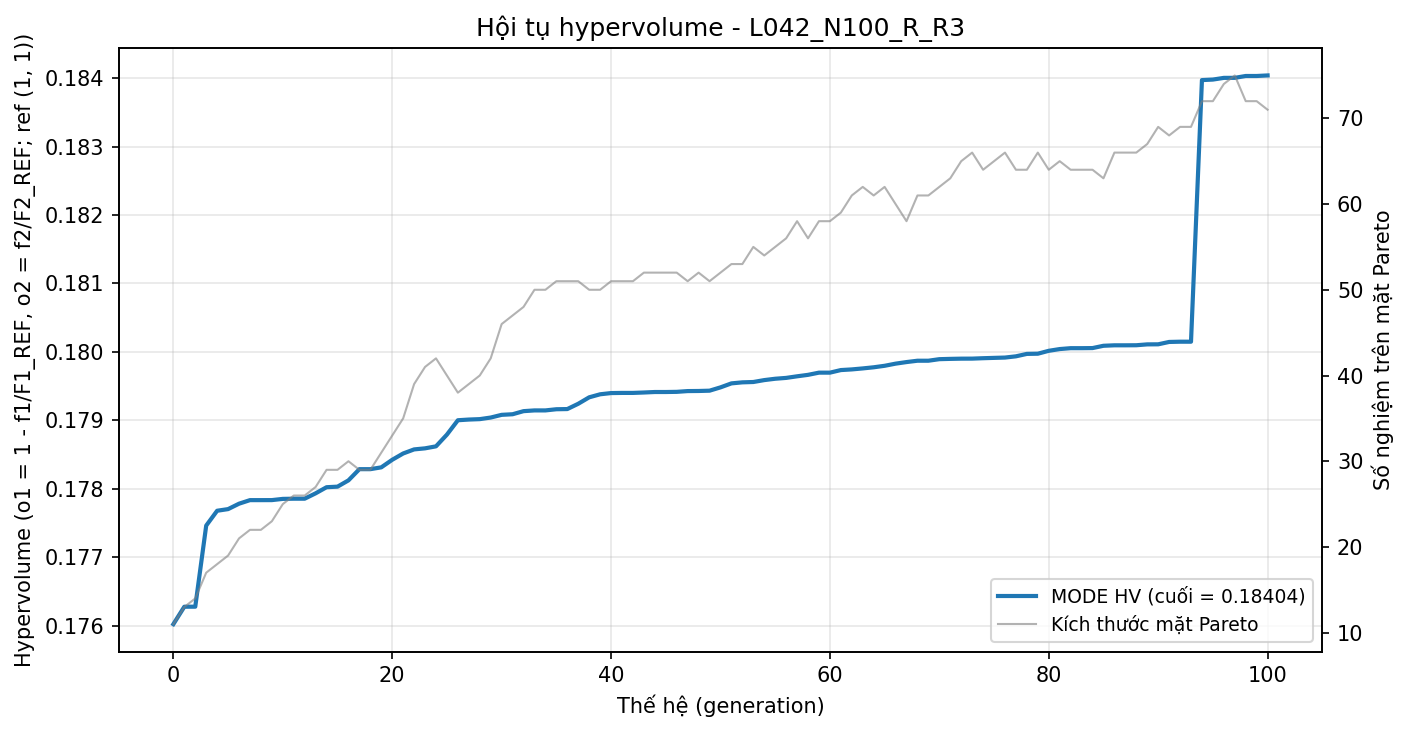 Hội tụ hypervolume - L042_N100_R_R3
Hypervolume (o1 = 1 - f1/F1_REF, o2 = f2/F2_REF; ref (1, 1))
0.184
0.183
0.182
0.181
0.180
0.179
0.178
0.177
0.176
70
60
50
40
30
20
10
Số nghiệm trên mặt Pareto
MODE HV (cuối = 0.18404)
Kích thước mặt Pareto
0 20 40 60 80 100
Thế hệ (generation)